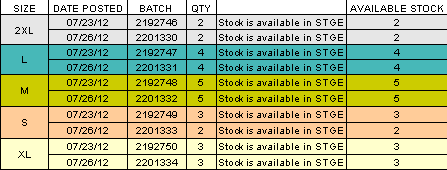 SIZE DATE POSTED BATCH QTY AVAILABLE STOCK
2XL 07/23/12 2192746 2 Stock is available in STGE 2
07/26/12 2201330 2 Stock is available in STGE 2
L 07/23/12 2192747 4 Stock is available in STGE 4
07/26/12 2201331 4 Stock is available in STGE 4
M 07/23/12 2192748 5 Stock is available in STGE 5
07/26/12 2201332 5 Stock is available in STGE 5
S 07/23/12 2192749 3 Stock is available in STGE 3
07/26/12 2201333 2 Stock is available in STGE 2
XL 07/23/12 2192750 3 Stock is available in STGE 3
07/26/12 2201334 3 Stock is available in STGE 3